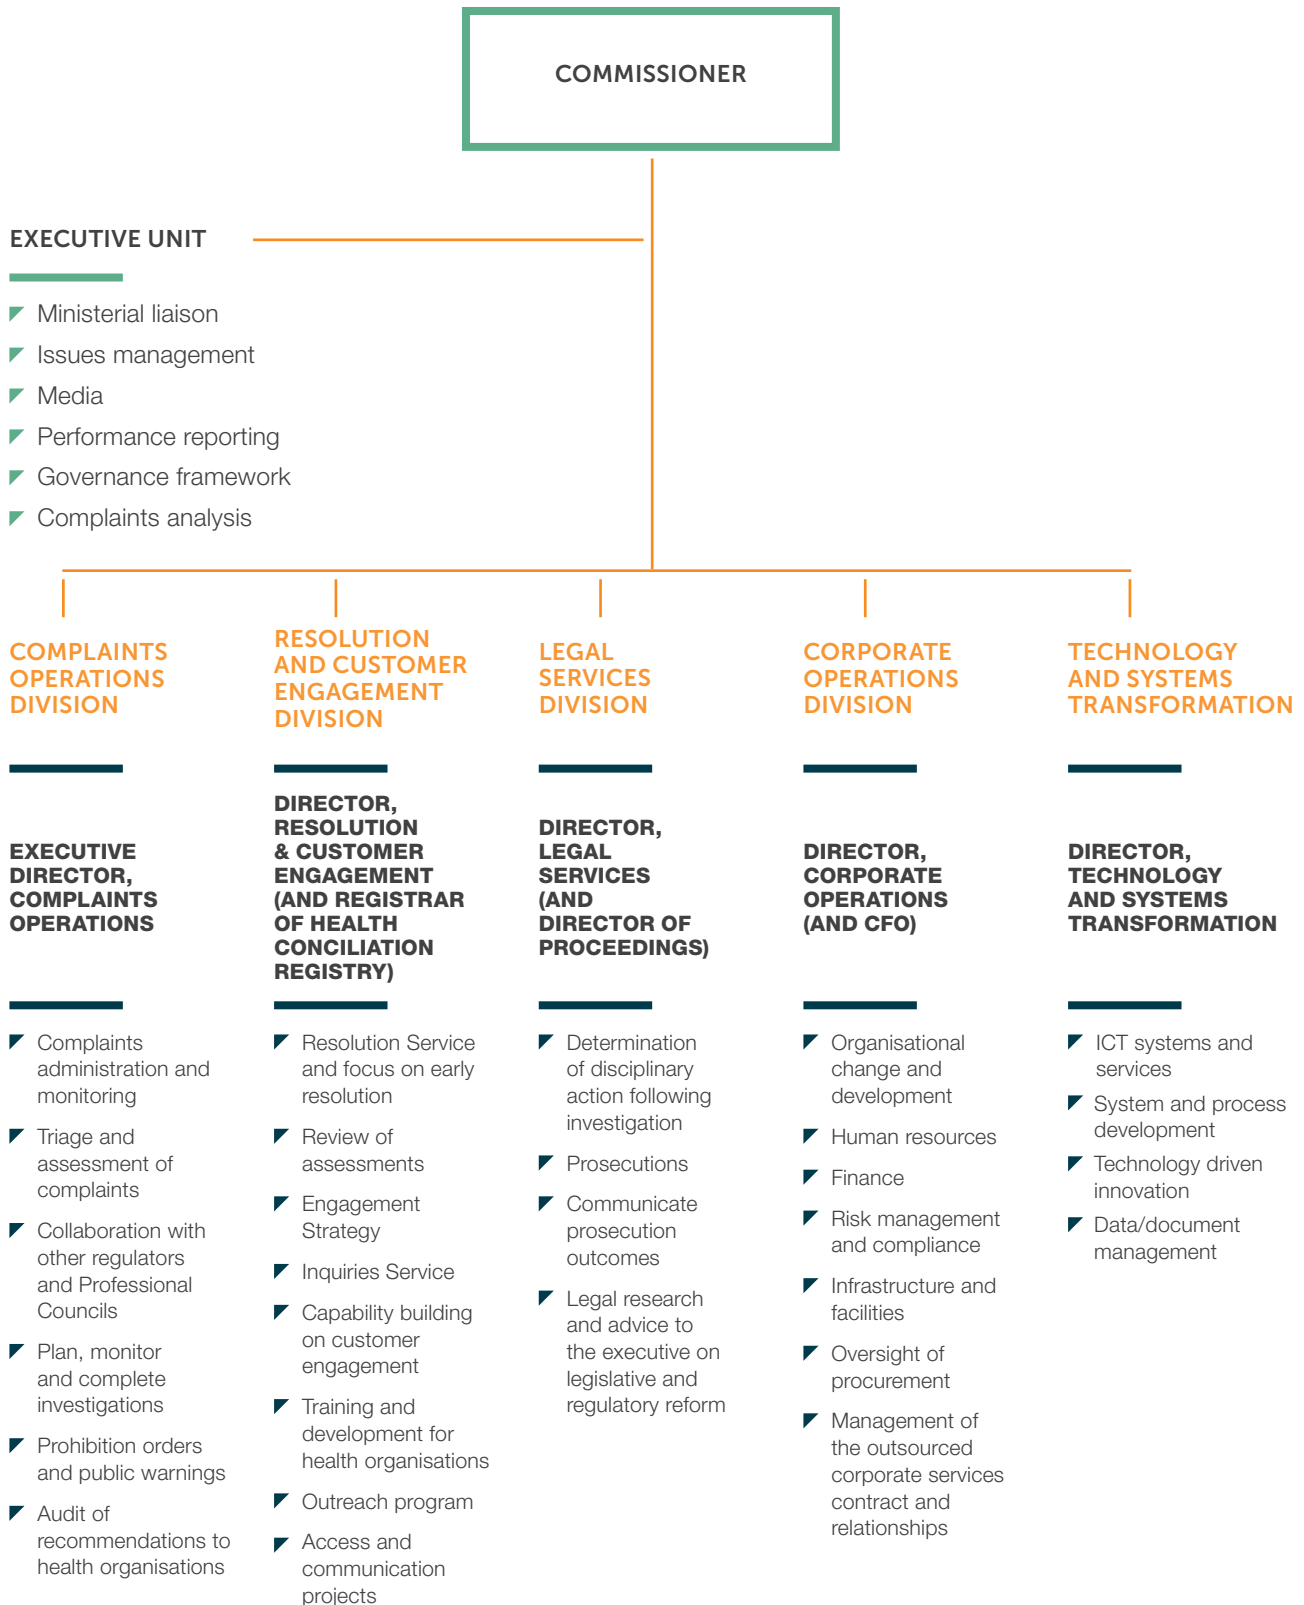 COMMISSIONER
EXECUTIVE UNIT
Ministerial liaison
Issues management
Media
Performance reporting
Governance framework
Complaints analysis
COMPLAINTS
OPERATIONS
DIVISION
EXECUTIVE
DIRECTOR,
COMPLAINTS
OPERATIONS
Complaints
administration and
monitoring
Triage and
assessment of
complaints
Collaboration with
other regulators
and Professional
Councils
Plan, monitor
and complete
investigations
Prohibition orders
and public warnings
Audit of
recommendations to
health organisations
RESOLUTION
AND CUSTOMER
ENGAGEMENT
DIVISION
DIRECTOR,
RESOLUTION
& CUSTOMER
ENGAGEMENT
(AND REGISTRAR
OF HEALTH
CONCILIATION
REGISTRY)
Resolution Service
and focus on early
resolution
Review of
assessments
Engagement
Strategy
Inquiries Service
Capability building
on customer
engagement
Training and
development for
health organisations
Outreach program
Access and
communication
projects
LEGAL
SERVICES
DIVISION
DIRECTOR,
LEGAL
SERVICES
(AND
DIRECTOR OF
PROCEEDINGS)
Determination
of disciplinary
action following
investigation
Prosecutions
Communicate
prosecution
outcomes
Legal research
and advice to
the executive on
legislative and
regulatory reform
CORPORATE
OPERATIONS
DIVISION
DIRECTOR,
CORPORATE
OPERATIONS
(AND CFO)
Organisational
change and
development
Human resources
Finance
Risk management
and compliance
Infrastructure and
facilities
Oversight of
procurement
Management of
the outsourced
corporate services
contract and
relationships
TECHNOLOGY
AND SYSTEMS
TRANSFORMATION
DIRECTOR,
TECHNOLOGY
AND SYSTEMS
TRANSFORMATION
ICT systems and
services
System and process
development
Technology driven
innovation
Data/document
management